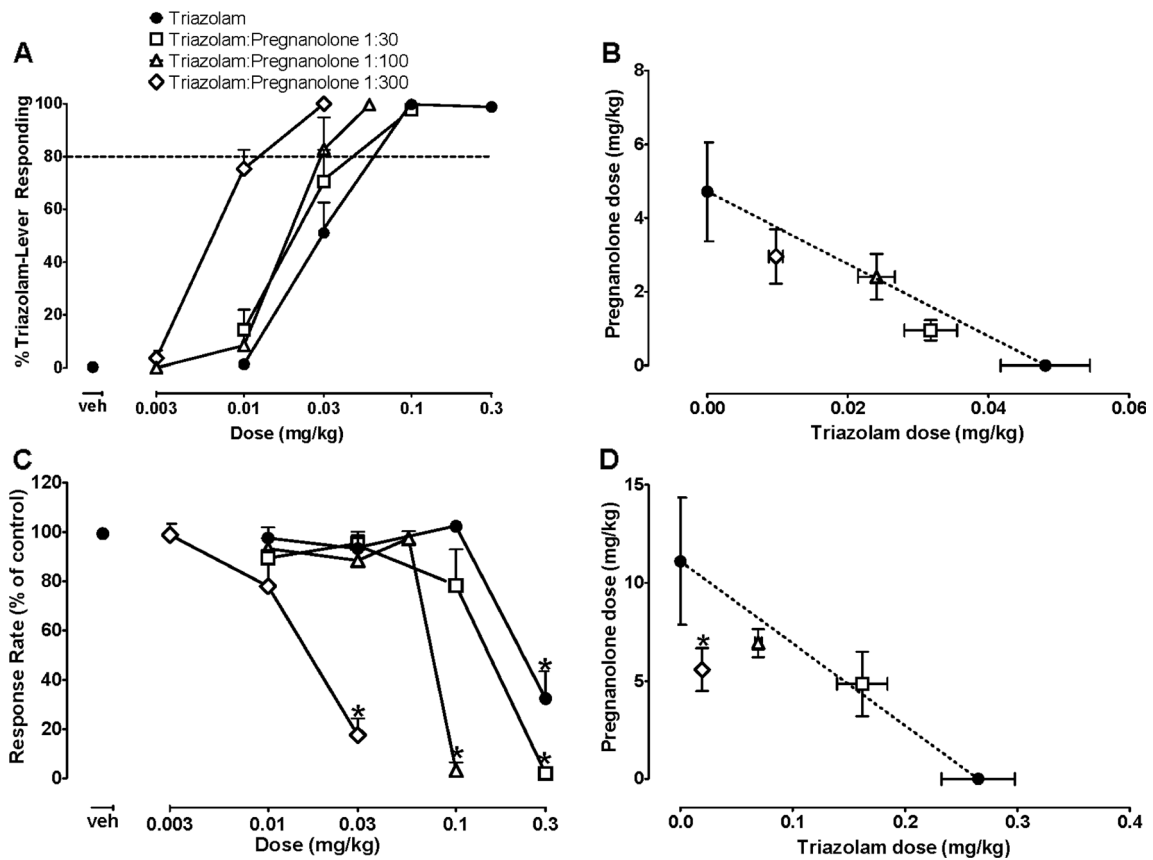 Triazolam
Triazolam:Pregnanolone 1:30
Triazolam:Pregnanolone 1:100
Triazolam:Pregnanolone 1:300
A
% Triazolam-Lever Responding
100
80
60
40
20
0
veh
0.003
0.01
0.03
0.1
0.3
Dose (mg/kg)
B
Pregnanolone dose (mg/kg)
8
6
4
2
0
0.00
0.02
0.04
0.06
Triazolam dose (mg/kg)
C
Response Rate (% of control)
120
100
80
60
40
20
0
*
*
*
*
veh
0.003
0.01
0.03
0.1
0.3
Dose (mg/kg)
D
Pregnanolone dose (mg/kg)
15
10
5
0
*
0.0
0.1
0.2
0.3
0.4
Triazolam dose (mg/kg)